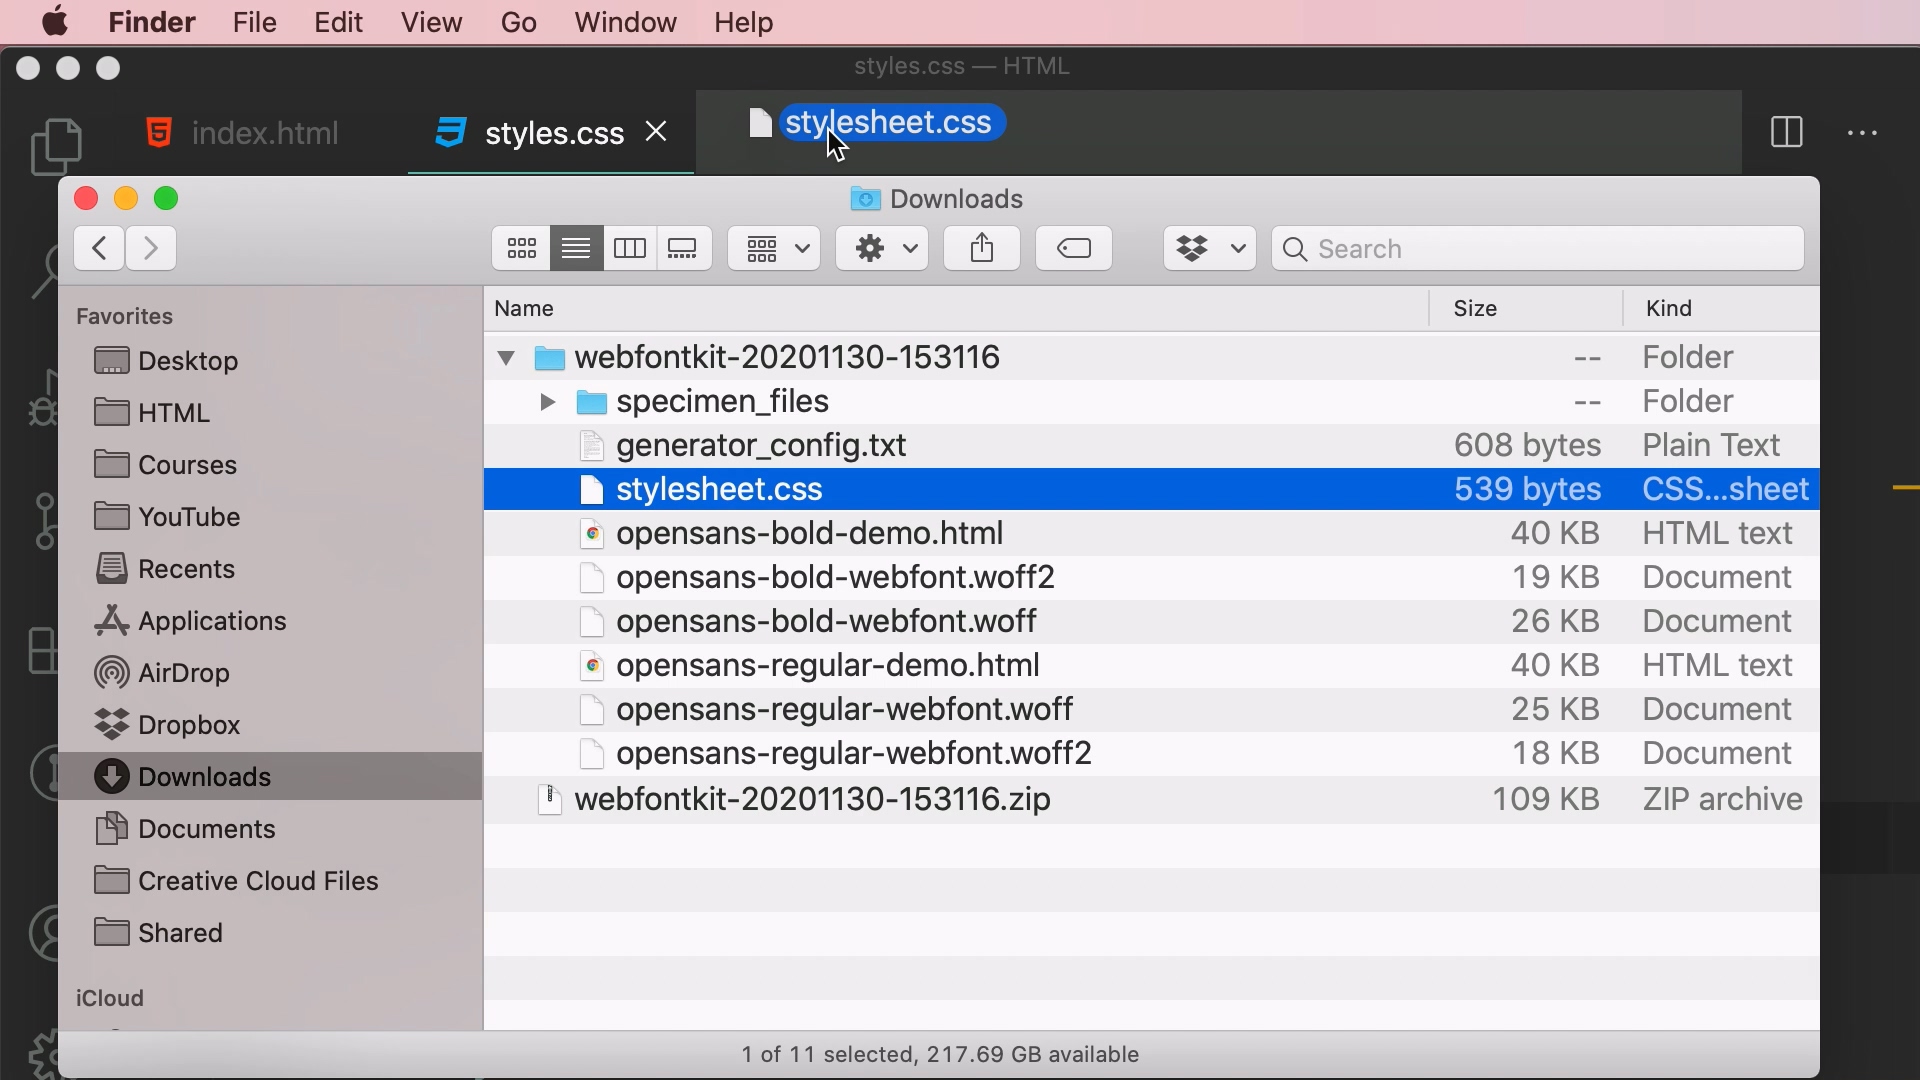 Finder File Edit View Go Window Help
styles.css — HTML
index.html styles.css stylesheet.css
Downloads
Search
Favorites
Desktop
HTML
Courses
YouTube
Recents
Applications
AirDrop
Dropbox
Downloads
Documents
Creative Cloud Files
Shared
iCloud
Name Size Kind
webfontkit-20201130-153116 -- Folder
specimen_files -- Folder
generator_config.txt 608 bytes Plain Text
stylesheet.css 539 bytes CSS...sheet
opensans-bold-demo.html 40 KB HTML text
opensans-bold-webfont.woff2 19 KB Document
opensans-bold-webfont.woff 26 KB Document
opensans-regular-demo.html 40 KB HTML text
opensans-regular-webfont.woff 25 KB Document
opensans-regular-webfont.woff2 18 KB Document
webfontkit-20201130-153116.zip 109 KB ZIP archive
1 of 11 selected, 217.69 GB available